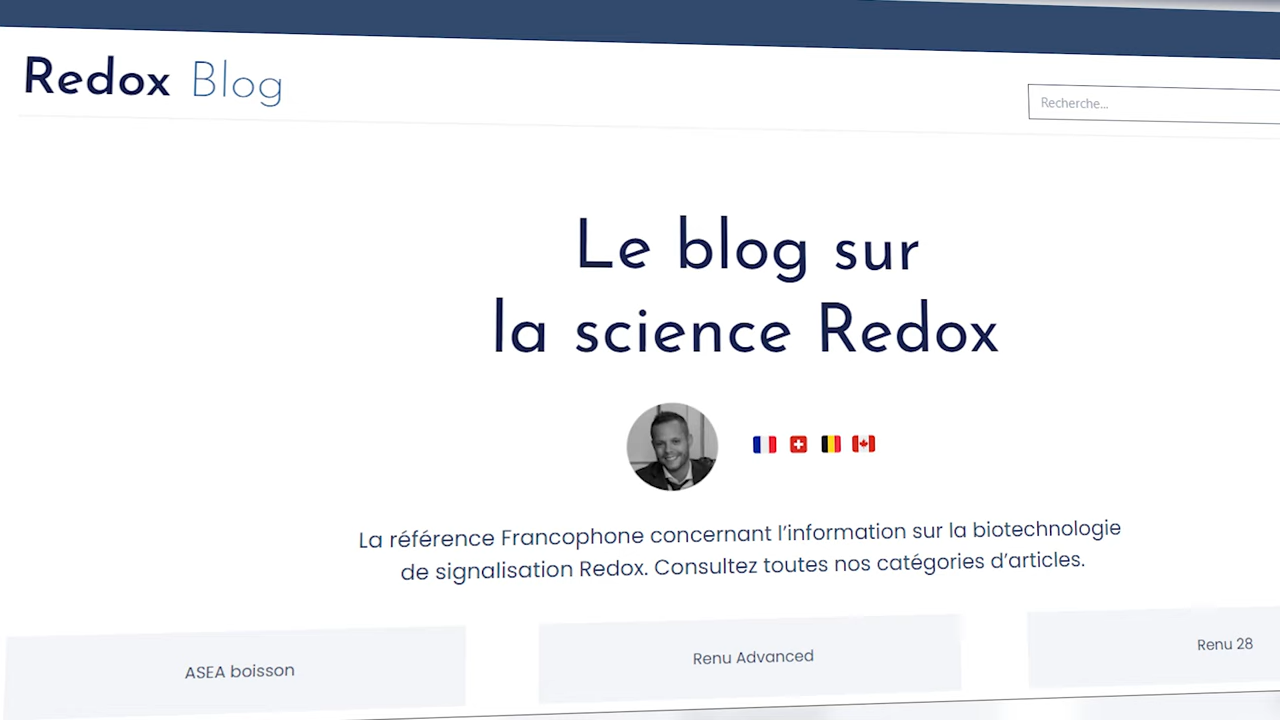 Redox Blog
Recherche...
Le blog sur
la science Redox
La référence Francophone concernant l’information sur la biotechnologie
de signalisation Redox. Consultez toutes nos catégories d’articles.
ASEA boisson
Renu Advanced
Renu 28